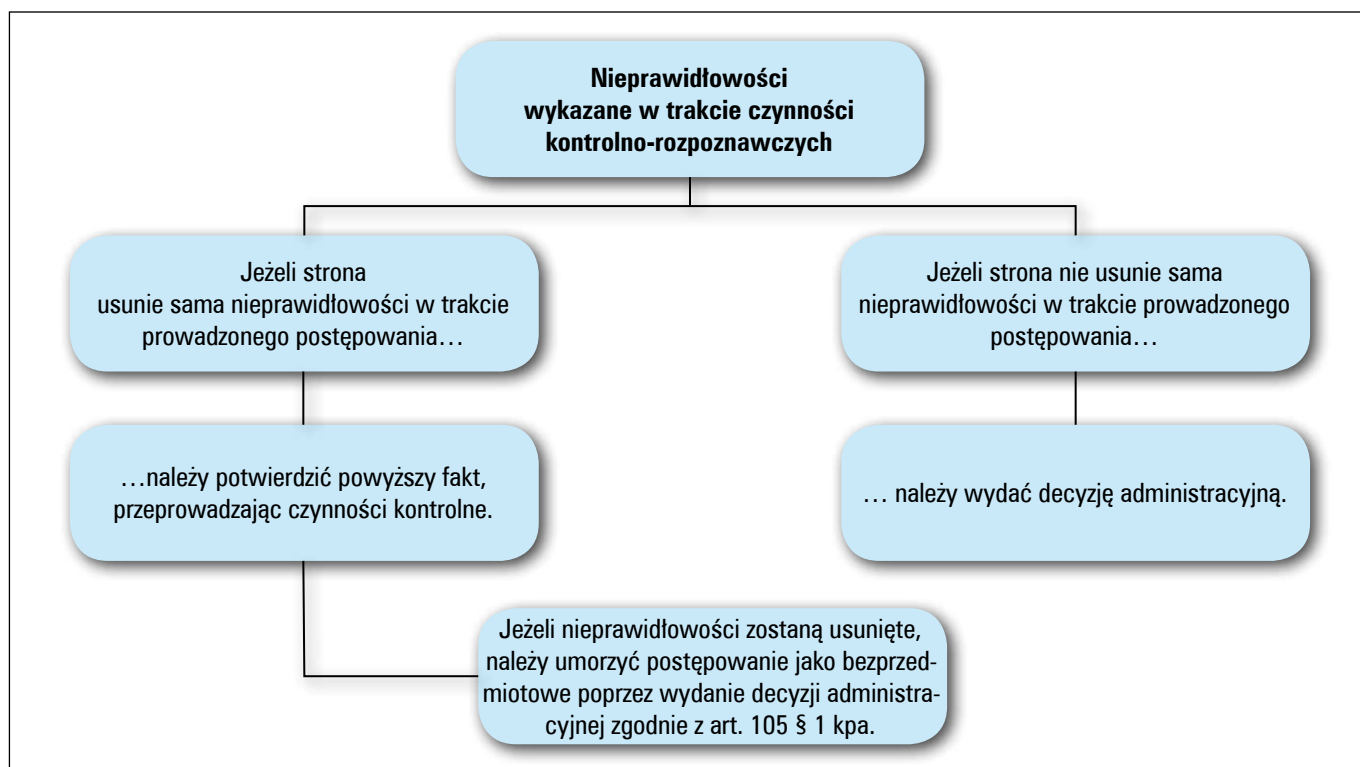 Nieprawidłowości
wykazane w trakcie czynności
kontrolno-rozpoznawczych
Jeżeli strona
usunie sama nieprawidłowości w trakcie
prowadzonego postępowania…
Jeżeli strona nie usunie sama
nieprawidłowości w trakcie prowadzonego
postępowania…
…należy potwierdzić powyższy fakt,
przeprowadzając czynności kontrolne.
… należy wydać decyzję administracyjną.
Jeżeli nieprawidłowości zostaną usunięte,
należy umorzyć postępowanie jako bezprzed-
miotowe poprzez wydanie decyzji administra-
cyjnej zgodnie z art. 105 § 1 kpa.